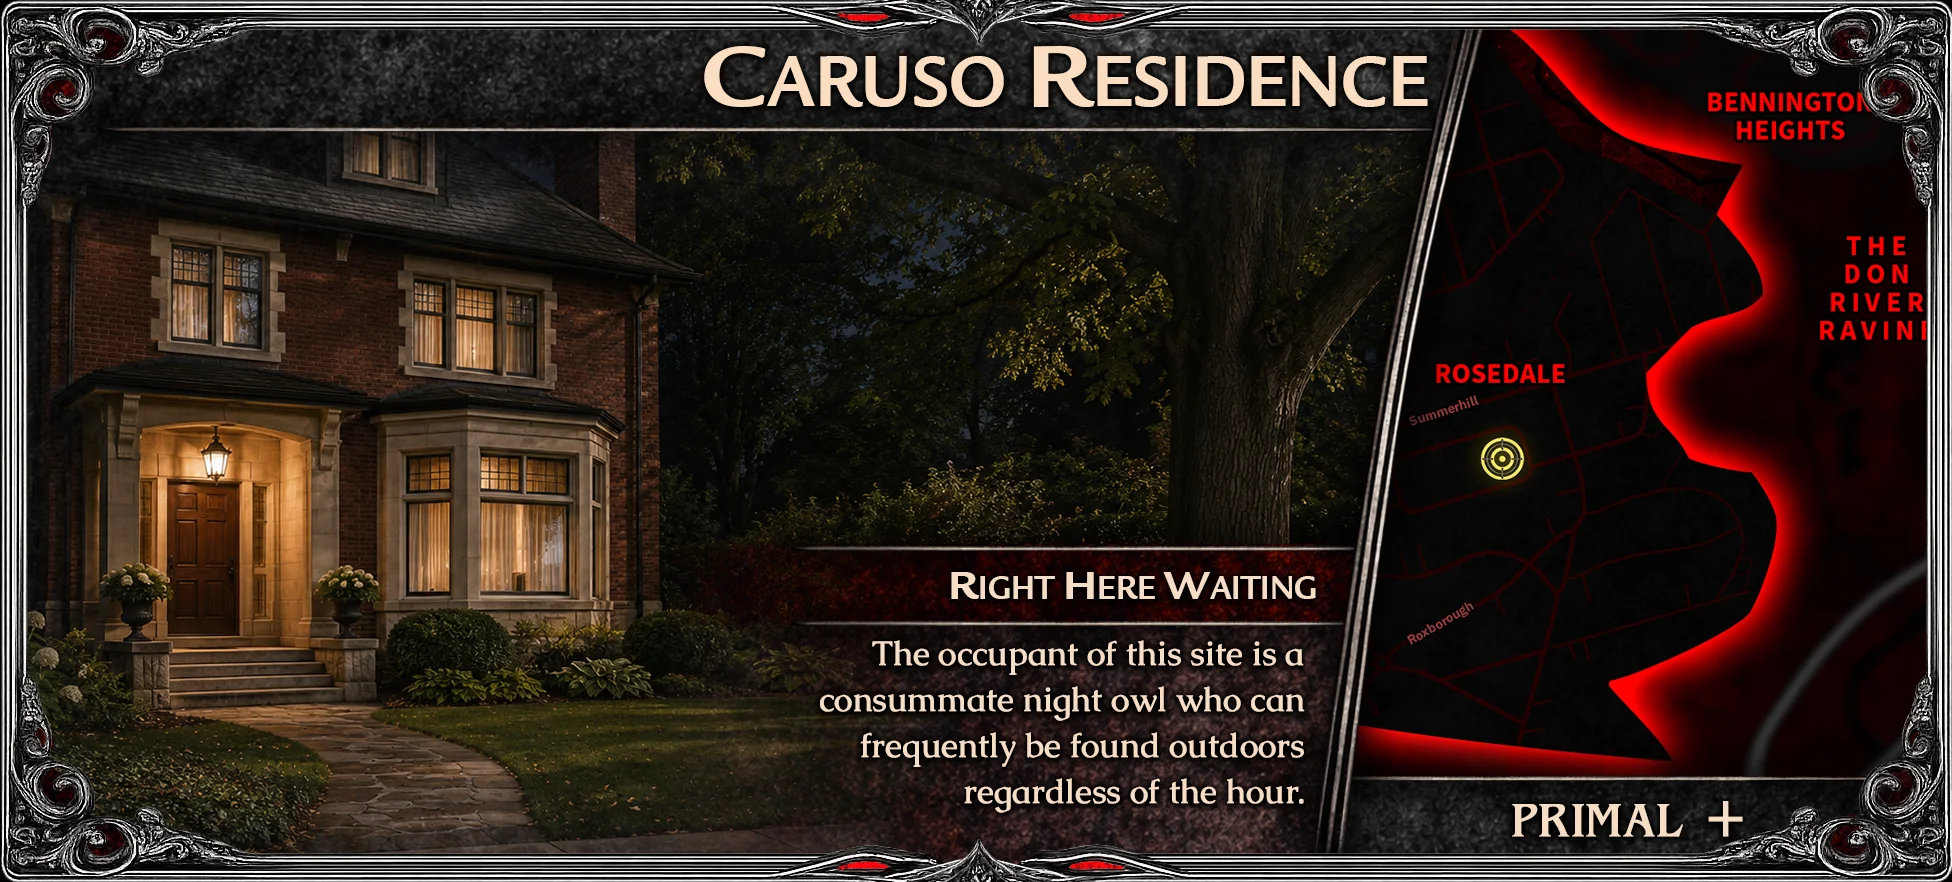 CARUSO RESIDENCE
BENNINGTON
HEIGHTS
THE
DON
RIVER
RAVIN
ROSEDALE
Summerhill
Roxborough
RIGHT HERE WAITING
The occupant of this site is a
consummate night owl who can
frequently be found outdoors
regardless of the hour.
PRIMAL +